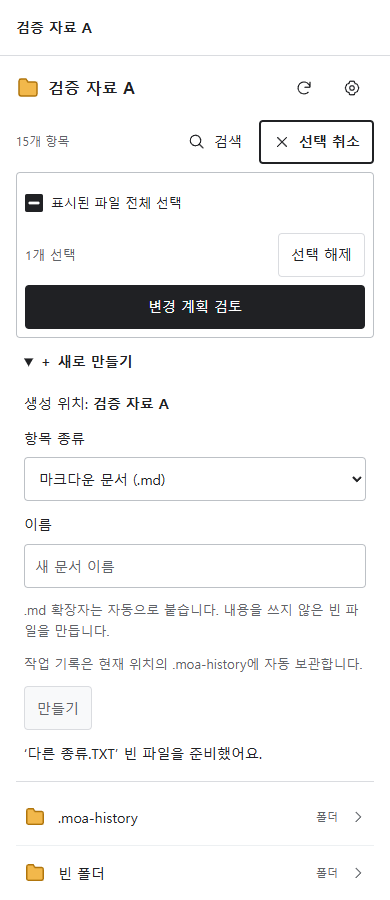 검증 자료 A
검증 자료 A
15개 항목
검색
선택 취소
표시된 파일 전체 선택
1개 선택
선택 해제
변경 계획 검토
▼ + 새로 만들기
생성 위치: 검증 자료 A
항목 종류
마크다운 문서 (.md)
이름
새 문서 이름
.md 확장자는 자동으로 붙습니다. 내용을 쓰지 않은 빈 파
일을 만듭니다.
작업 기록은 현재 위치의 .moa-history에 자동 보관합니다.
만들기
‘다른 종류.TXT’ 빈 파일을 준비했어요.
.moa-history 폴더
빈 폴더 폴더